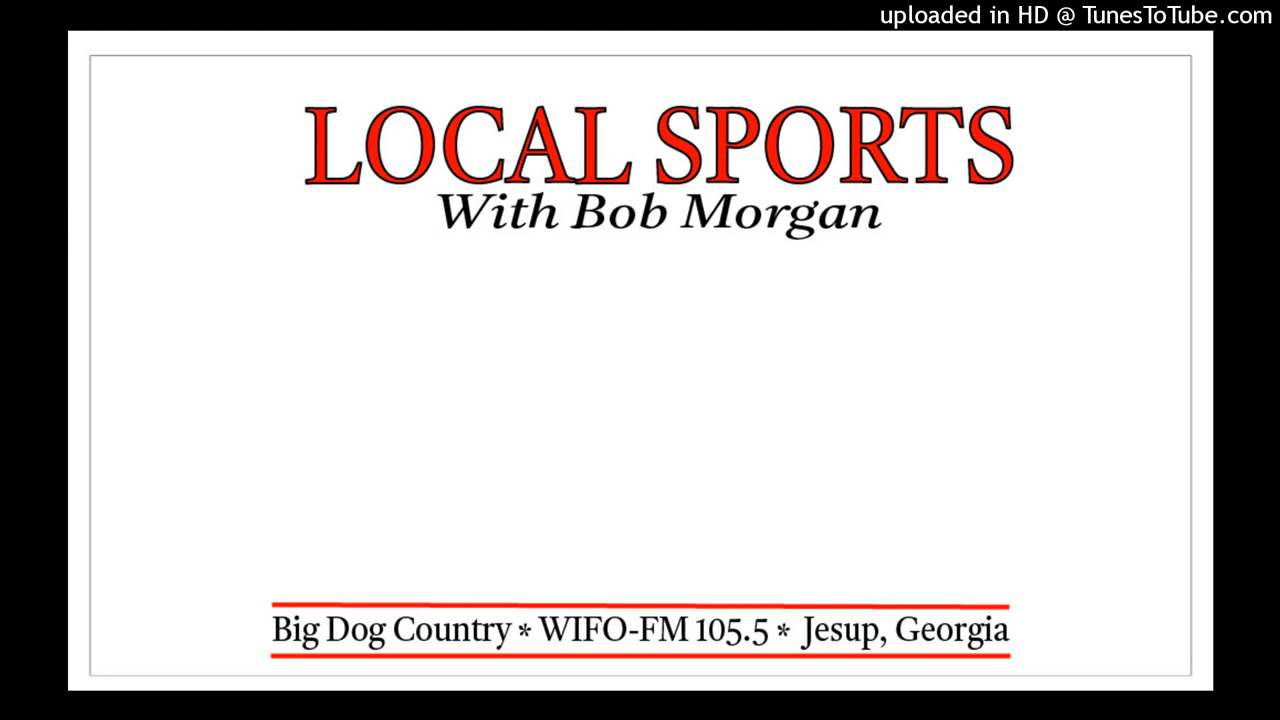 uploaded in HD @ TunesToTube.com
LOCAL SPORTS
With Bob Morgan
Big Dog Country * WIFO-FM 105.5 * Jesup, Georgia